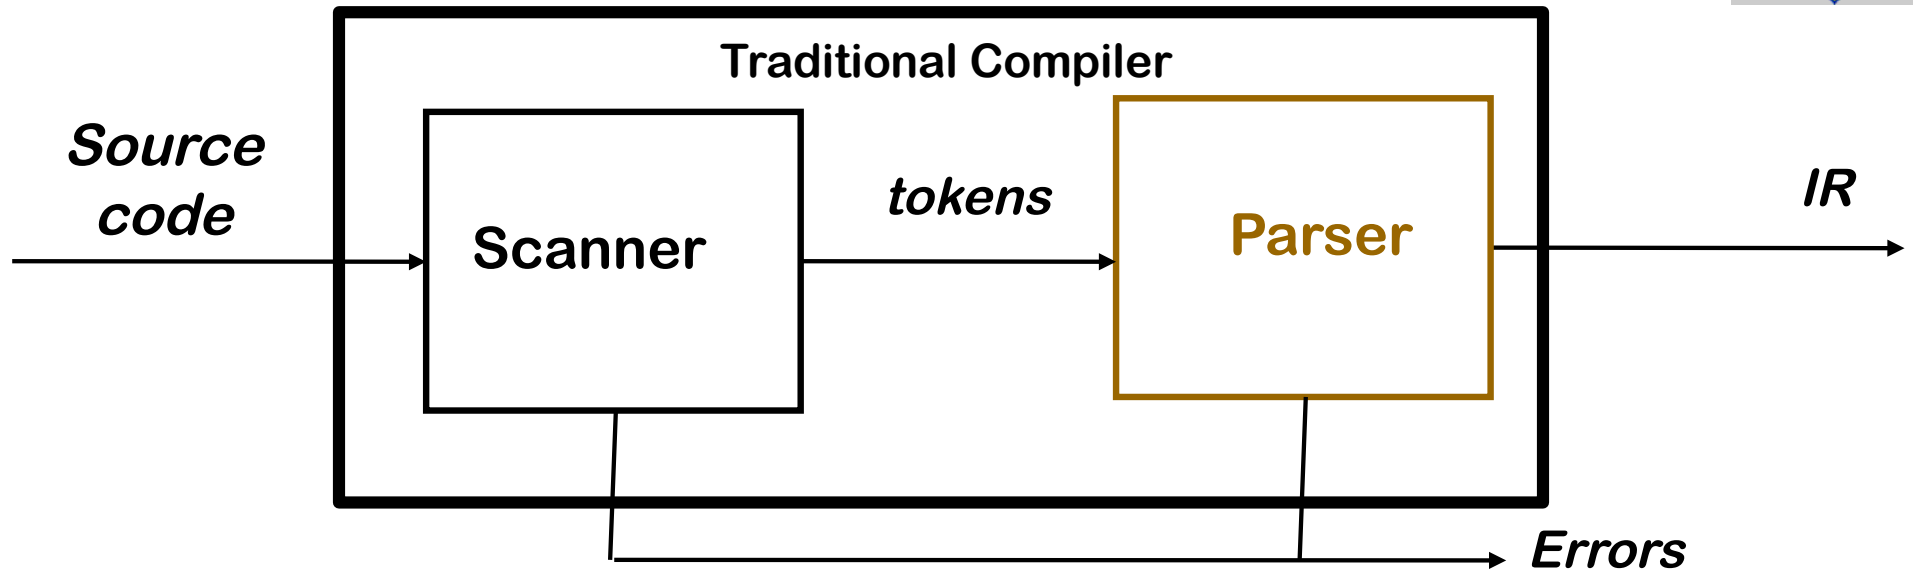 Traditional Compiler
Source
code
Scanner
tokens
Parser
IR
Errors